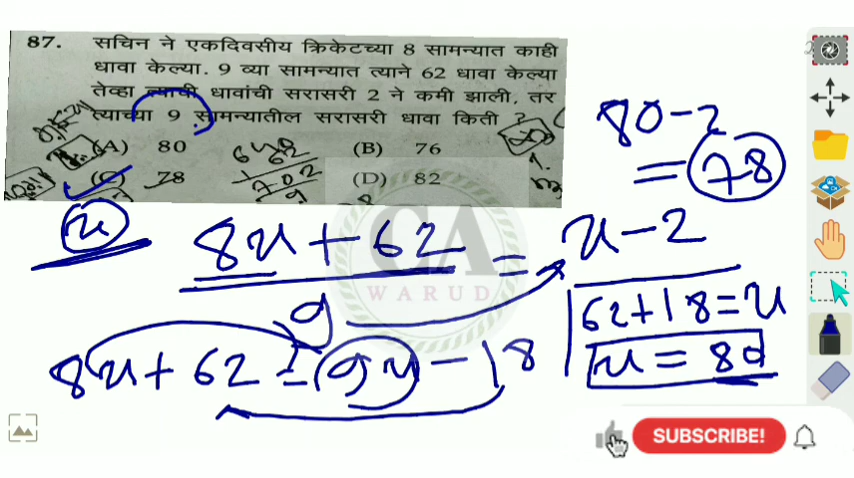 87. सचिन ने एकदिवसीय क्रिकेटच्या 8 सामन्यात काही
धावा केल्या. 9 व्या सामन्यात त्याने 62 धावा केल्या
तेव्हा त्याची धावांची सरासरी 2 ने कमी झाली, तर
त्याच्या 9 सामन्यातील सरासरी धावा किती ?
(A) 80 (B) 76
(C) 78 (D) 82
80-2
= 78
x
8x + 62 = x - 2
9
62+18=x
x = 80
8x + 62 = 9x - 18
CA
WARUD
SUBSCRIBE!